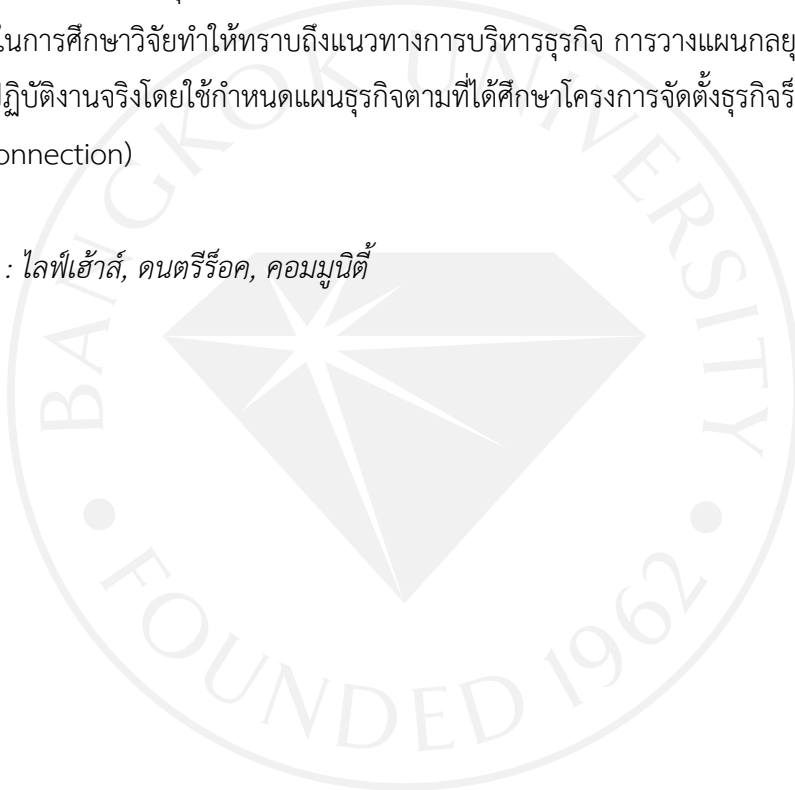 ในการศึกษาวิจัยทำให้ทราบถึงแนวทางการบริหารธุรกิจ การวางแผนกลยุ
ปฏิบัติงานจริงโดยใช้กำหนดแผนธุรกิจตามที่ได้ศึกษาโครงการจัดตั้งธุรกิจร็
onnection)
: ไลฟ์เฮ้าส์, ดนตรีร็อค, คอมมูนิตี้
BANGKOK UNIVERSITY
FOUNDED 1962